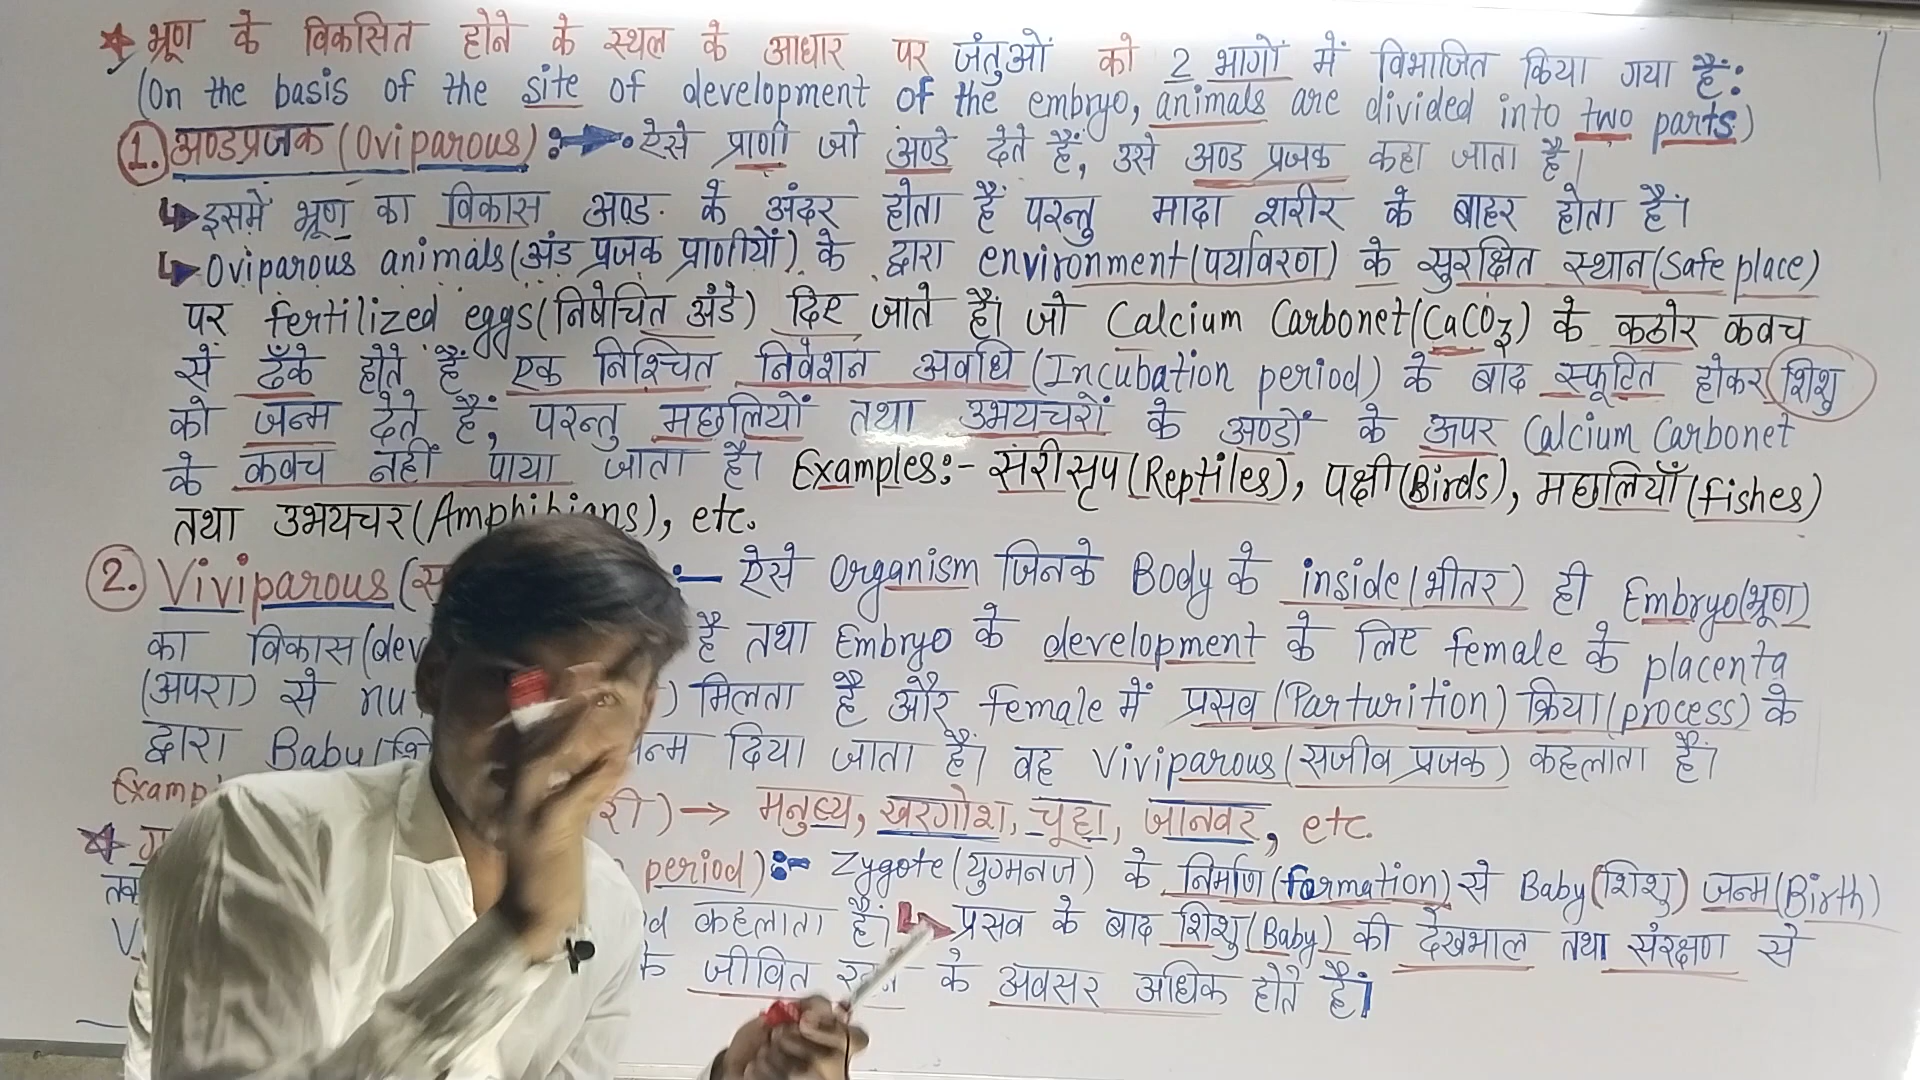 ★ भ्रूण के विकसित होने के स्थल के आधार पर जंतुओं को 2 भागों में विभाजित किया गया है:
(On the basis of the site of development of the embryo, animals are divided into two parts.)
1. अण्डप्रजक (Oviparous) :→ ऐसे प्राणी जो अण्डे देते हैं, उसे अण्ड प्रजक कहा जाता है।
↳ इसमें भ्रूण का विकास अण्ड के अंदर होता हैं परन्तु मादा शरीर के बाहर होता है।
↳ Oviparous animals (अंड प्रजक प्राणीयों) के द्वारा environment (पर्यावरण) के सुरक्षित स्थान (safe place)
पर fertilized eggs (निषेचित अंडे) दिए जाते हैं। जो Calcium Carbonet (CaCO₃) के कठोर कवच
से ढँके होते हैं एक निश्चित निवेशन अवधि (Incubation period) के बाद स्फूटित होकर शिशु
को जन्म देते हैं, परन्तु मछलियों तथा उभयचरों के अण्डों के ऊपर Calcium Carbonet
के कवच नहीं पाया जाता है। Examples:- सरीसृप (Reptiles), पक्षी (Birds), मछलियाँ (fishes)
तथा उभयचर (Amphibians), etc.
2. Viviparous :- ऐसे Organism जिनके Body के inside (भीतर) ही Embryo (भ्रूण)
का विकास (dev है तथा Embryo के development के लिए female के placenta
(अपरा) से nu ) मिलता है और female में प्रसव (Parturition) क्रिया (process) के
द्वारा Baby न्म दिया जाता है। वह Viviparous (सजीव प्रजक) कहलाता है।
Examp री) → मनुष्य, खरगोश, चूहा, जानवर, etc.
★ period) :- Zygote (युग्मनज) के निर्माण (formation) से Baby (शिशु) जन्म (Birth)
तक कहलाता है। ↳ प्रसव के बाद शिशु (Baby) की देखभाल तथा संरक्षण से
V के जीवित के अवसर अधिक होते हैं।